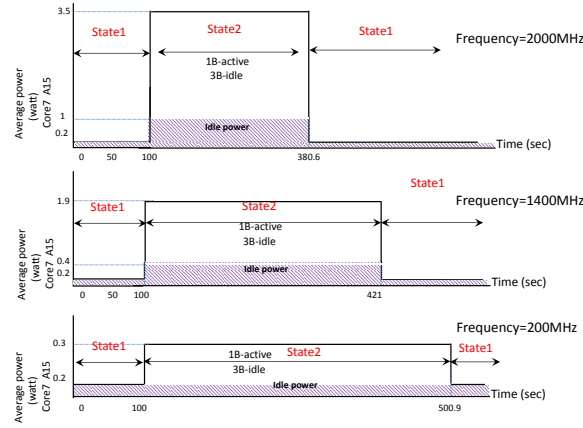 3.5
State1
State2
State1
Frequency=2000MHz
1B-active
3B-idle
Average power
(watt)
Core7 A15
1
0.2
Idle power
Time (sec)
0
50
100
380.6
State1
Frequency=1400MHz
1.9
State1
State2
1B-active
3B-idle
Average power
(watt)
Core7 A15
0.4
0.2
Idle power
Time (sec)
0
50
100
421
Frequency=200MHz
0.3
State1
State2
State1
1B-active
3B-idle
Average power
(watt)
Core7 A15
0.2
Idle power
Time (sec)
0
100
500.9